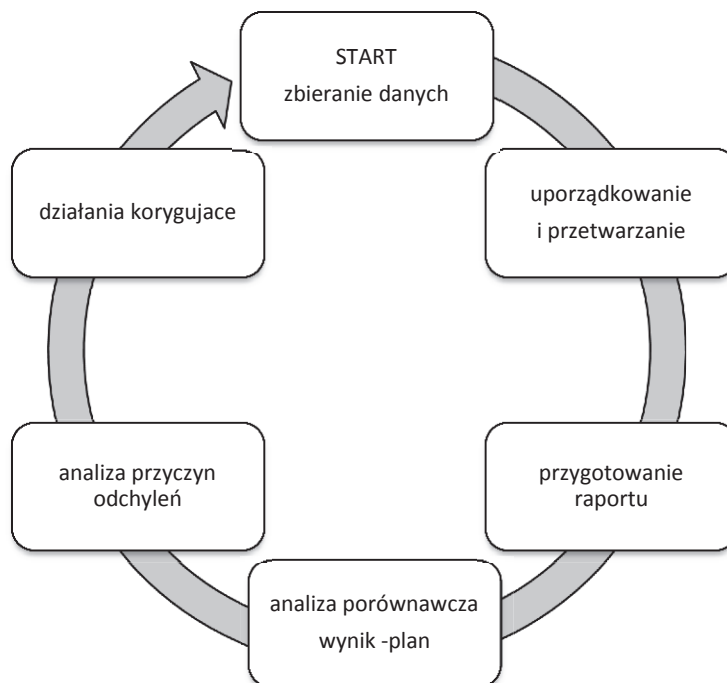 START
zbieranie danych
uporządkowanie
i przetwarzanie
przygotowanie
raportu
analiza porównawcza
wynik -plan
analiza przyczyn
odchyleń
działania korygujace